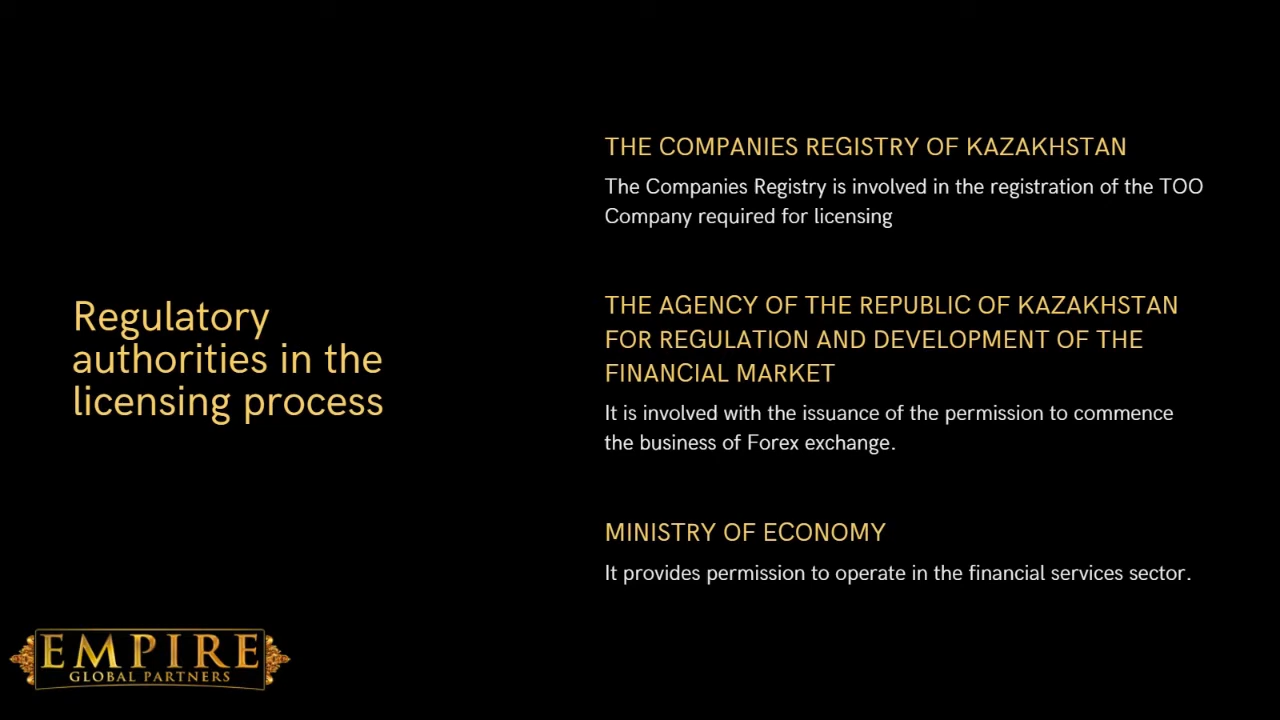 Regulatory
authorities in the
licensing process
THE COMPANIES REGISTRY OF KAZAKHSTAN
The Companies Registry is involved in the registration of the TOO
Company required for licensing
THE AGENCY OF THE REPUBLIC OF KAZAKHSTAN
FOR REGULATION AND DEVELOPMENT OF THE
FINANCIAL MARKET
It is involved with the issuance of the permission to commence
the business of Forex exchange.
MINISTRY OF ECONOMY
It provides permission to operate in the financial services sector.
EMPIRE
GLOBAL PARTNERS